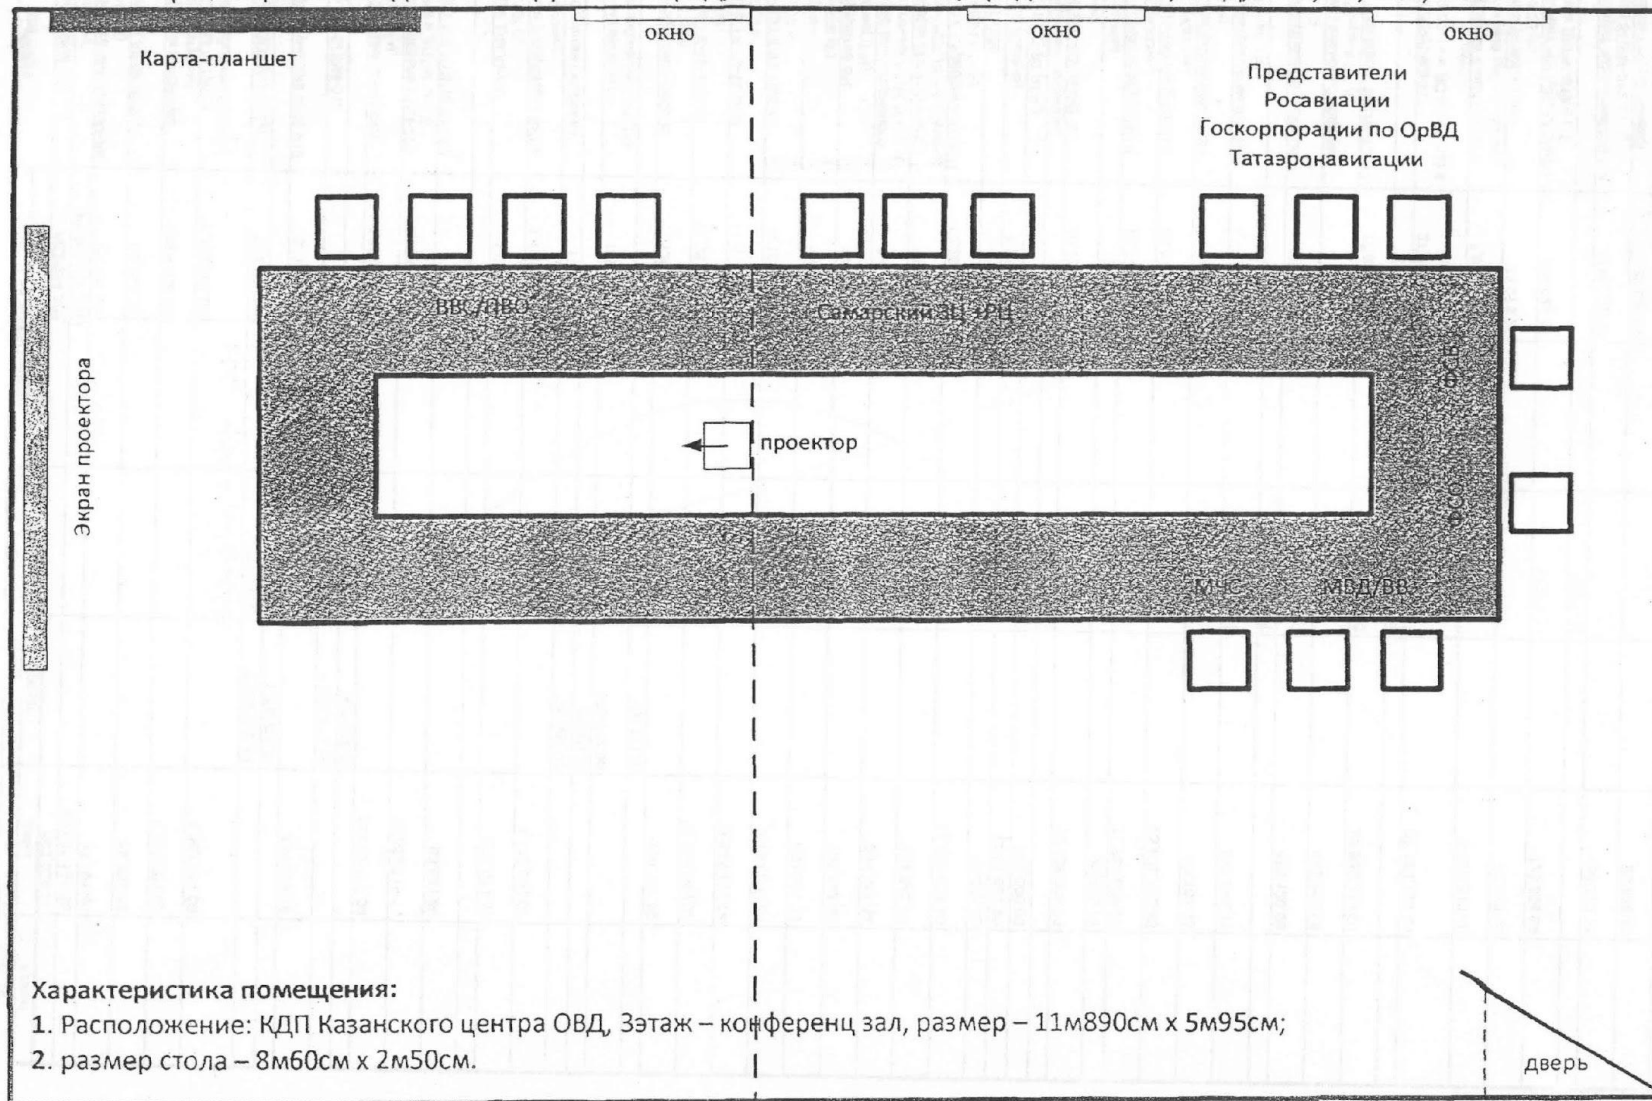 окно
окно
окно
Карта-планшет
Представители
Росавиации
Госкорпорации по ОрВД
Татаэронавигации
ВВС/ПВО
Самарский ЗЦ +РЦ
Экран проектора
проектор
ФСО
МЧС
МВД/ВВ
Характеристика помещения:
1. Расположение: КДП Казанского центра ОВД, 3этаж – конференц зал, размер – 11м890см х 5м95см;
2. размер стола – 8м60см х 2м50см.
дверь